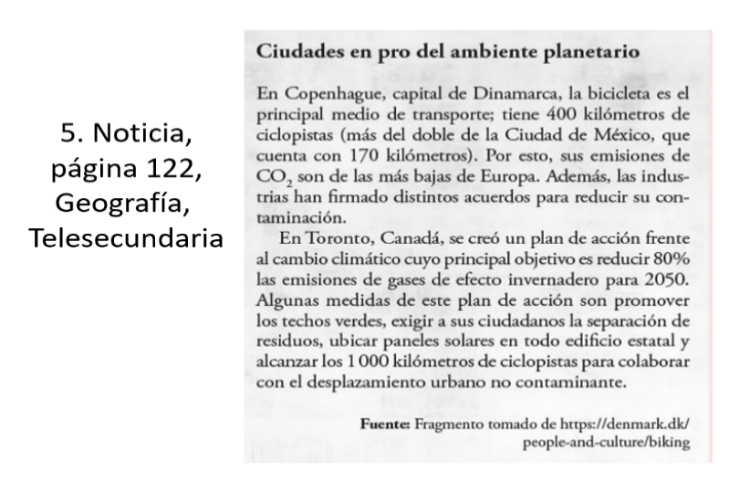 5. Noticia,
página 122,
Geografía,
Telesecundaria
Ciudades en pro del ambiente planetario
En Copenhague, capital de Dinamarca, la bicicleta es el
principal medio de transporte; tiene 400 kilómetros de
ciclopistas (más del doble de la Ciudad de México, que
cuenta con 170 kilómetros). Por esto, sus emisiones de
CO₂ son de las más bajas de Europa. Además, las indus-
trias han firmado distintos acuerdos para reducir su con-
taminación.
En Toronto, Canadá, se creó un plan de acción frente
al cambio climático cuyo principal objetivo es reducir 80%
las emisiones de gases de efecto invernadero para 2050.
Algunas medidas de este plan de acción son promover
los techos verdes, exigir a sus ciudadanos la separación de
residuos, ubicar paneles solares en todo edificio estatal y
alcanzar los 1 000 kilómetros de ciclopistas para colaborar
con el desplazamiento urbano no contaminante.
Fuente: Fragmento tomado de https://denmark.dk/
people-and-culture/biking